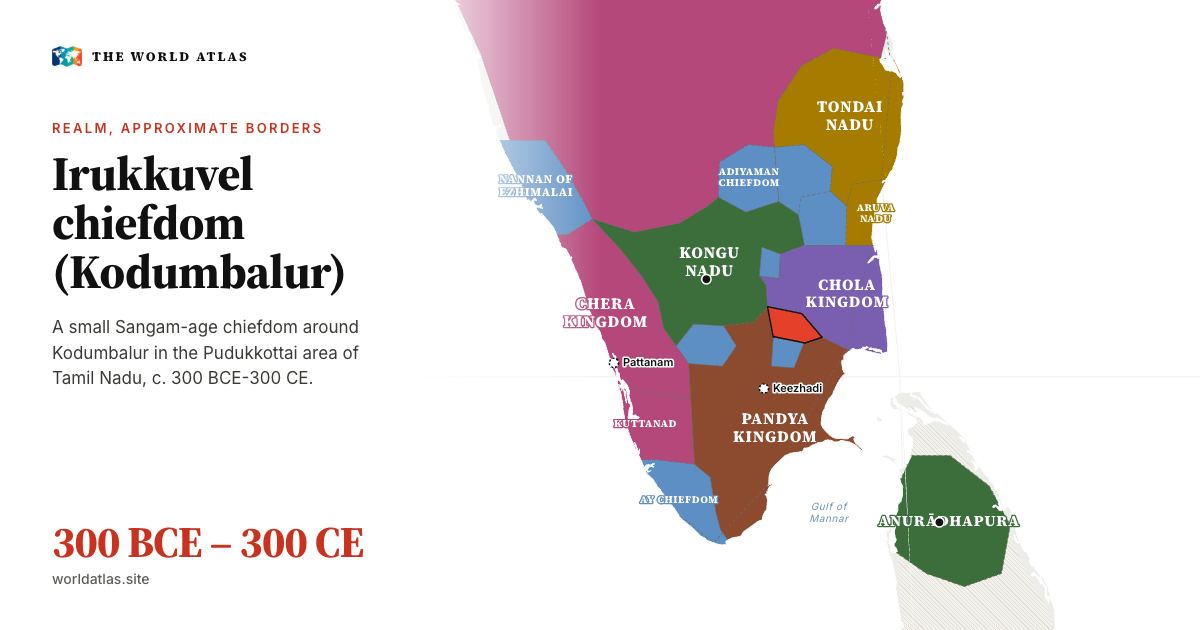 THE WORLD ATLAS
REALM, APPROXIMATE BORDERS
Irukkuvel
chiefdom
(Kodumbalur)
A small Sangam-age chiefdom around
Kodumbalur in the Pudukkottai area of
Tamil Nadu, c. 300 BCE-300 CE.
300 BCE – 300 CE
worldatlas.site
TONDAI
NADU
NANNAN OF
EZHIMALAI
ADIYAMAN
CHIEFDOM
ARUVA
NADU
KONGU
NADU
CHOLA
KINGDOM
CHERA
KINGDOM
Pattanam
Keezhadi
KUTTANAD
PANDYA
KINGDOM
AY CHIEFDOM
Gulf of
Mannar
ANURĀDHAPURA